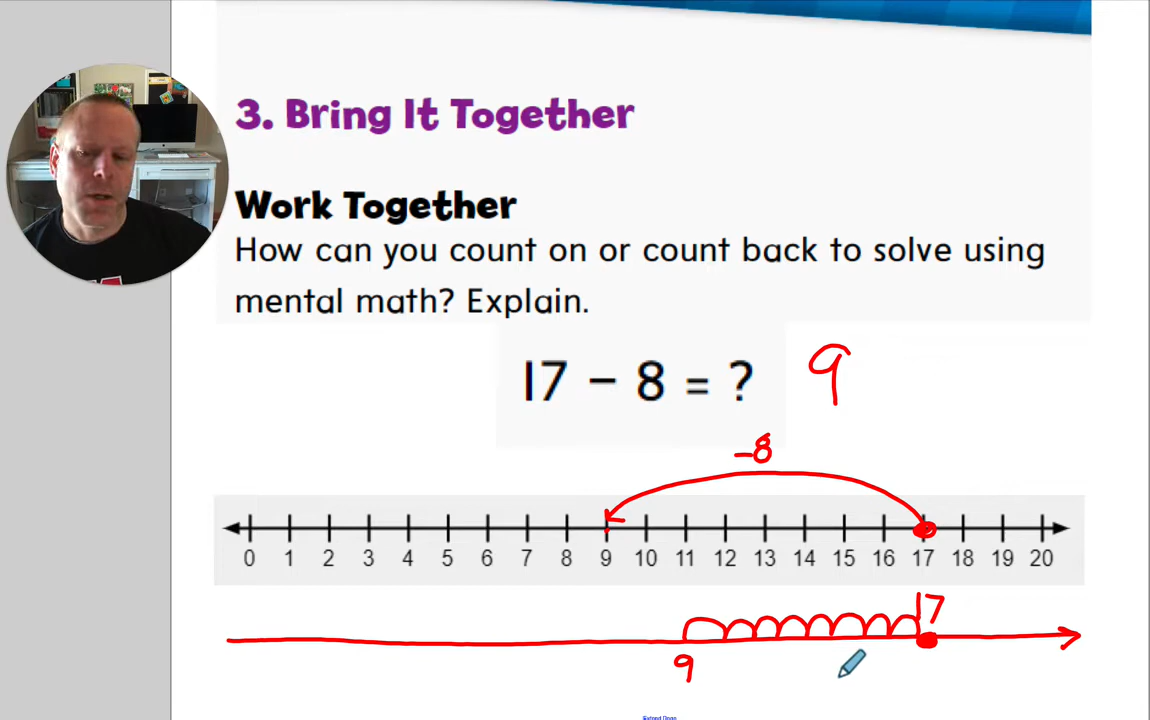 3. Bring It Together
Work Together
How can you count on or count back to solve using
mental math? Explain.
17 – 8 = ? 9
–8
0 1 2 3 4 5 6 7 8 9 10 11 12 13 14 15 16 17 18 19 20
17
9
Extend Page